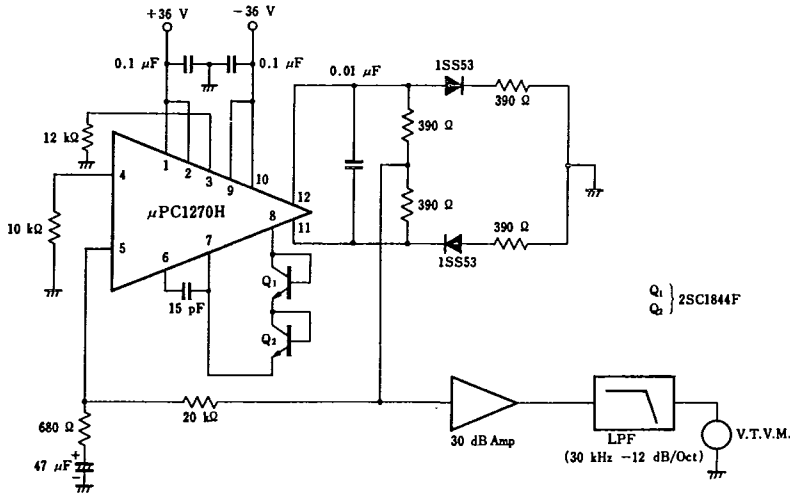 +36 V
−36 V
0.1 μF
0.1 μF
0.01 μF
1SS53
390 Ω
390 Ω
12 kΩ
1
2
3
9
10
4
12
μPC1270H
390 Ω
10 kΩ
8
11
390 Ω
5
7
1SS53
6
Q1
15 pF
Q2
Q1
Q2
2SC1844F
20 kΩ
680 Ω
30 dB Amp
LPF
V.T.V.M.
(30 kHz −12 dB/Oct)
47 μF
+
−